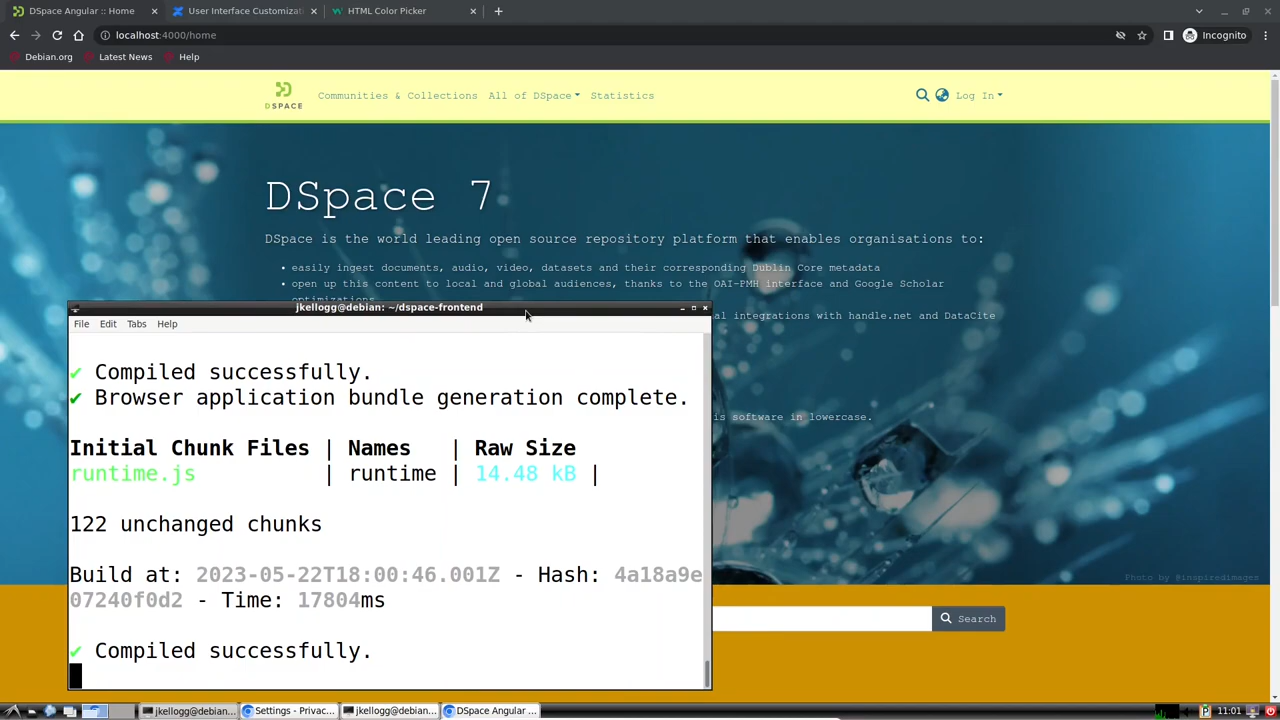 DSpace Angular :: Home
User Interface Customizati
HTML Color Picker
localhost:4000/home
Incognito
Debian.org
Latest News
Help
DSPACE
Communities & Collections
All of DSpace
Statistics
Log In
DSpace 7
DSpace is the world leading open source repository platform that enables organisations to:
easily ingest documents, audio, video, datasets and their corresponding Dublin Core metadata
open up this content to local and global audiences, thanks to the OAI-PMH interface and Google Scholar
optimizations
al integrations with handle.net and DataCite
is software in lowercase.
Photo by @inspiredimages
Search
jkellogg@debian: ~/dspace-frontend
File Edit Tabs Help
✔ Compiled successfully.
✔ Browser application bundle generation complete.
Initial Chunk Files | Names | Raw Size
runtime.js | runtime | 14.48 kB |
122 unchanged chunks
Build at: 2023-05-22T18:00:46.001Z - Hash: 4a18a9e
07240f0d2 - Time: 17804ms
✔ Compiled successfully.
jkellogg@debian...
Settings - Privac...
jkellogg@debian...
DSpace Angular ...
11:01